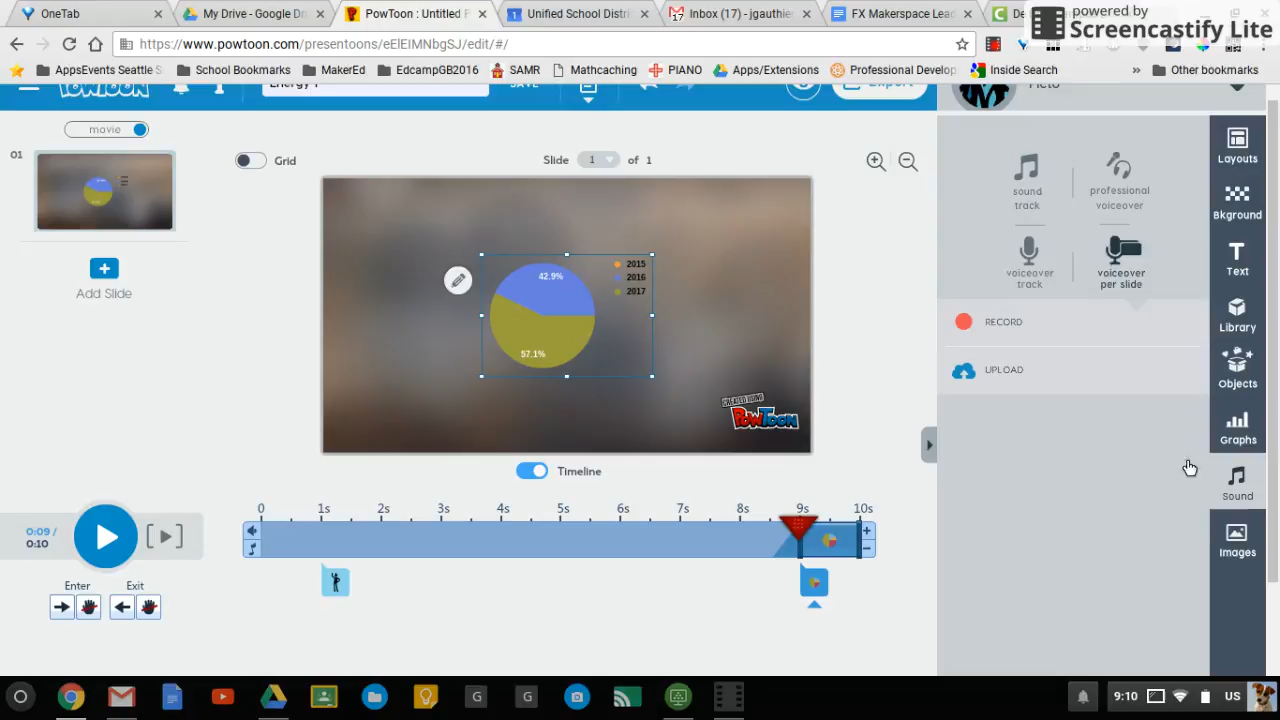 OneTab
My Drive - Google Dr
PowToon : Untitled F
Unified School Distri
Inbox (17) - jgauthie
FX Makerspace Lead
De
powered by
Screencastify Lite
https://www.powtoon.com/presentoons/eElEIMNbgSJ/edit/#/
AppsEvents Seattle S
School Bookmarks
MakerEd
EdcampGB2016
SAMR
Mathcaching
PIANO
Apps/Extensions
Professional Develop
Inside Search
»
Other bookmarks
movie
01
Grid
Slide 1 of 1
Add Slide
42.9%
57.1%
2015
2016
2017
CREATED USING
POWTOON
sound track
professional voiceover
voiceover track
voiceover per slide
RECORD
UPLOAD
Layouts
Bkground
Text
Library
Objects
Graphs
Sound
Images
Timeline
0 1s 2s 3s 4s 5s 6s 7s 8s 9s 10s
0:09 /
0:10
Enter Exit
9:10
US